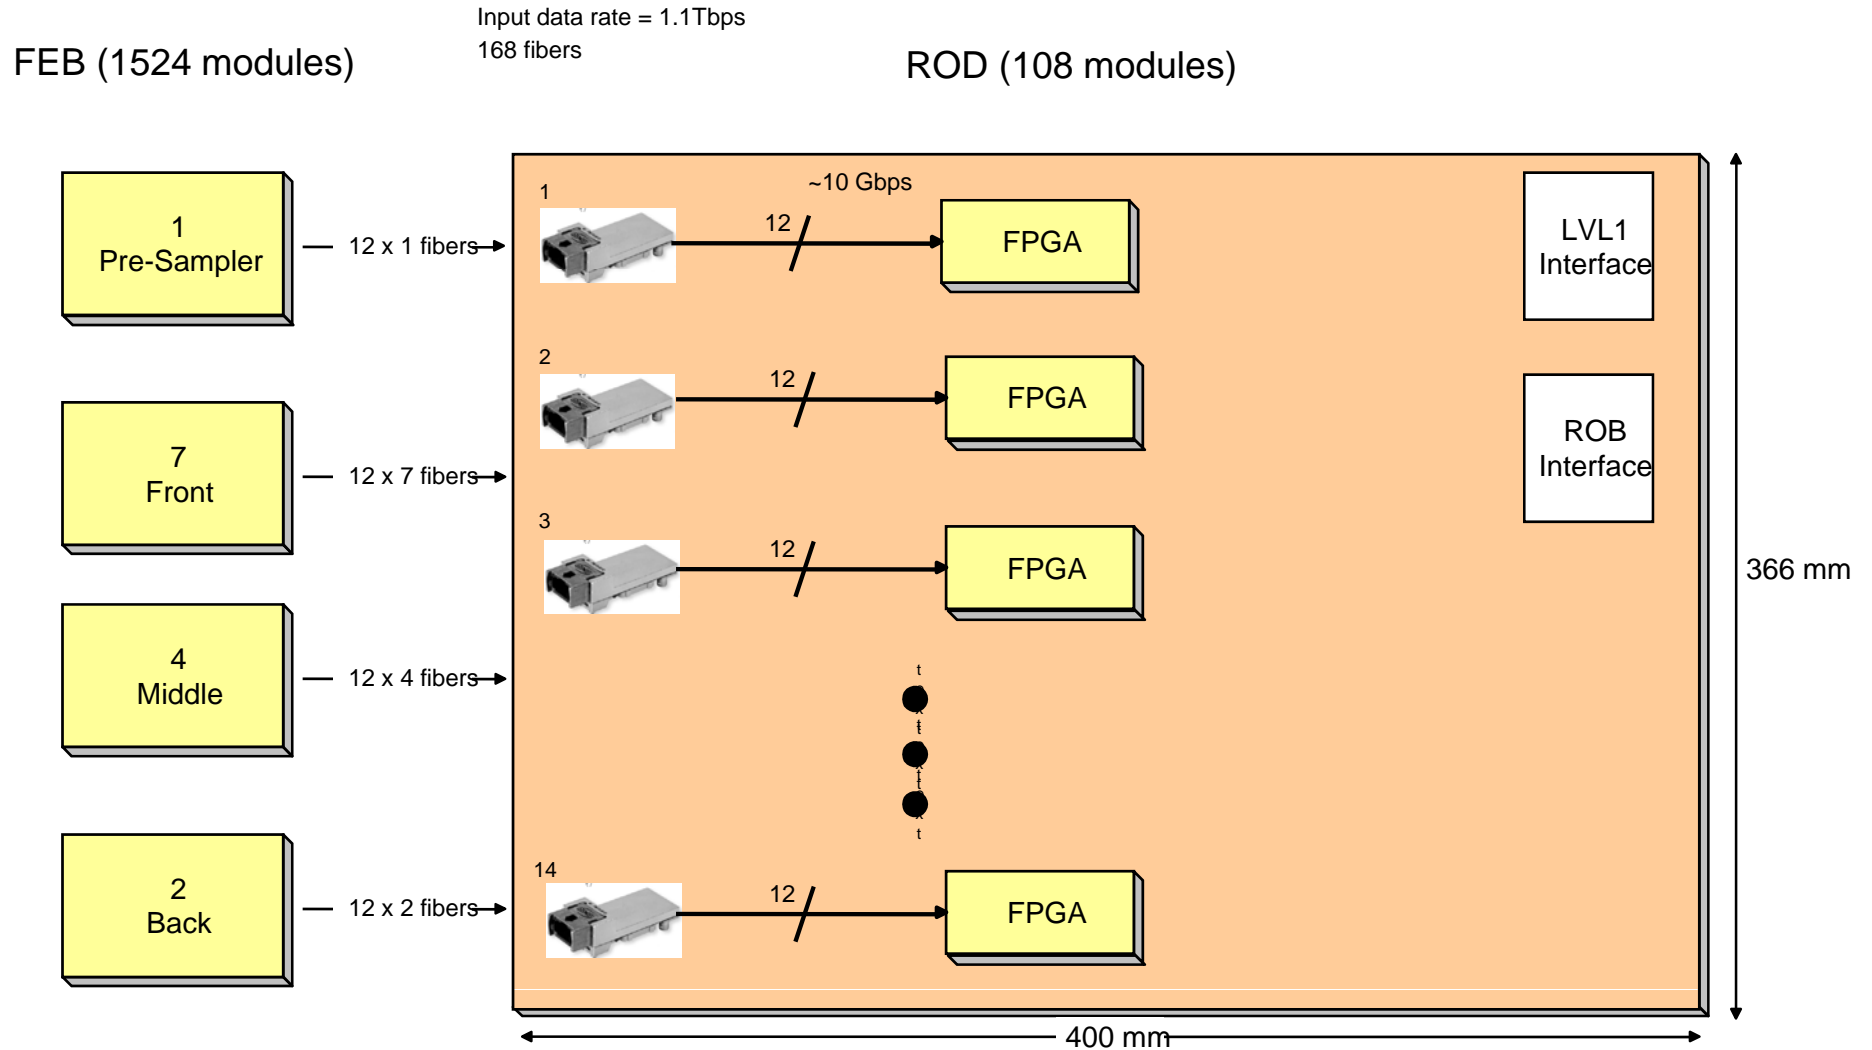 Input data rate = 1.1Tbps
168 fibers
FEB (1524 modules)
ROD (108 modules)
1
Pre-Sampler
12 x 1 fibers
1
12
~10 Gbps
FPGA
LVL1
Interface
2
12
FPGA
7
Front
12 x 7 fibers
ROB
Interface
3
12
FPGA
366 mm
4
Middle
12 x 4 fibers
14
12
FPGA
2
Back
12 x 2 fibers
400 mm